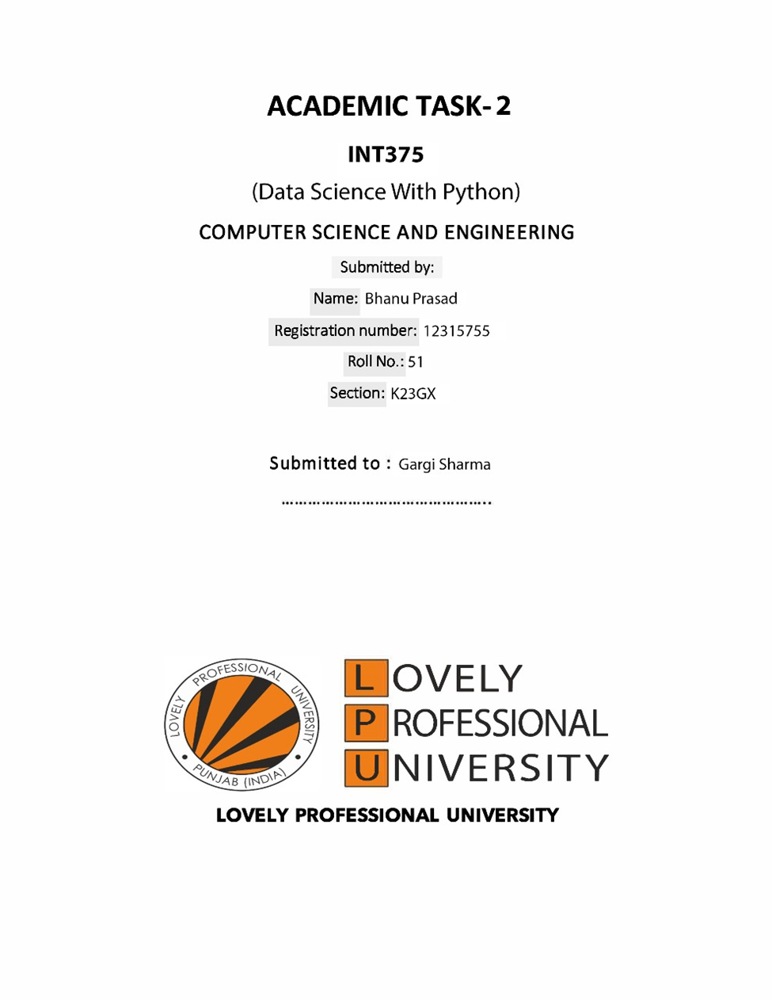 ACADEMIC TASK- 2
INT375
(Data Science With Python)
COMPUTER SCIENCE AND ENGINEERING
Submitted by:
Name: Bhanu Prasad
Registration number: 12315755
Roll No.: 51
Section: K23GX
Submitted to : Gargi Sharma
…………………………………………..
LOVELY PROFESSIONAL UNIVERSITY
• PUNJAB (INDIA) •
LOVELY
PROFESSIONAL
UNIVERSITY
LOVELY PROFESSIONAL UNIVERSITY